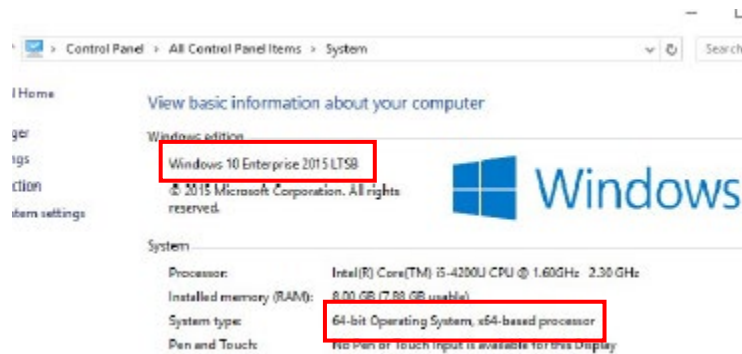 > Control Panel > All Control Panel Items > System
Search
l Home
View basic information about your computer
ger
Windows edition
ngs
Windows 10 Enterprise 2015 LTSB
ction
© 2015 Microsoft Corporation. All rights
reserved.
stem settings
Windows
System
Processor: Intel(R) Core(TM) i5-4200U CPU @ 1.60GHz 2.30 GHz
Installed memory (RAM): 8.00 GB (7.88 GB usable)
System type: 64-bit Operating System, x64-based processor
Pen and Touch: No Pen or Touch Input is available for this Display